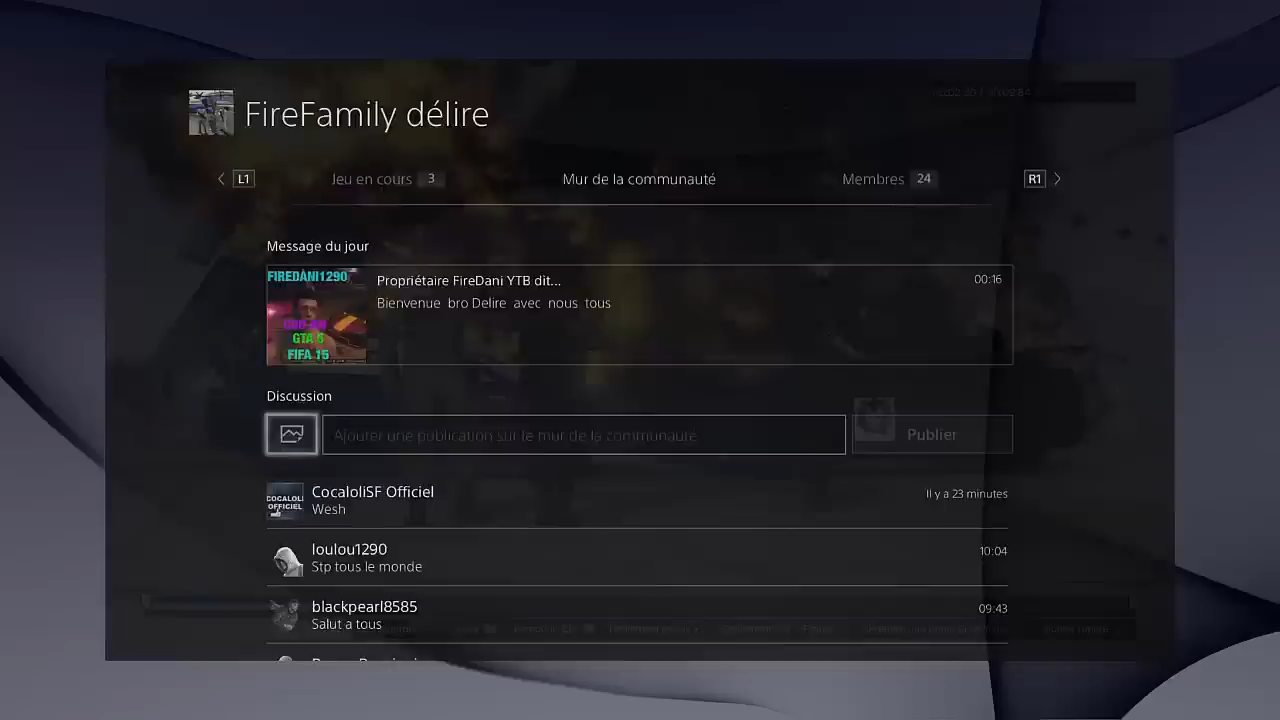 FireFamily délire
L1
Jeu en cours 3
Mur de la communauté
Membres 24
R1
Message du jour
FIREDANI1290
GTA 5
FIFA 15
Propriétaire FireDani YTB dit...
00:16
Bienvenue bro Delire avec nous tous
Discussion
Ajouter une publication sur le mur de la communauté
Publier
COCALOLI
OFFICIEL
CocaloliSF Officiel
Il y a 23 minutes
Wesh
loulou1290
10:04
Stp tous le monde
blackpearl8585
09:43
Salut a tous